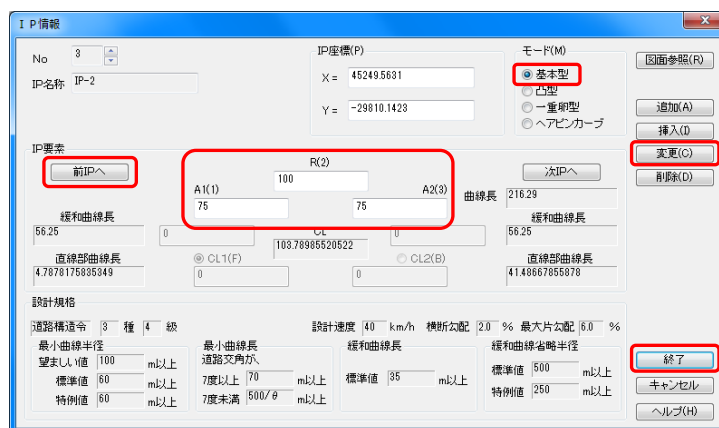 ＩＰ情報
No 3
IP名称 IP-2
IP座標(P)
X = 45249.5631
Y = -29810.1423
モード(M)
基本型
凸型
一重卵型
ヘアピンカーブ
図面参照(R)
追加(A)
挿入(I)
変更(C)
削除(D)
IP要素
前IPへ
R(2)
100
A1(1)
75
A2(3)
75
次IPへ
曲線長 216.29
緩和曲線長
56.25
0
CL
103.78985520522
0
緩和曲線長
56.25
直線部曲線長
4.7878175835349
CL1(F)
0
CL2(B)
0
直線部曲線長
41.48667855878
設計規格
道路構造令 3 種 4 級
設計速度 40 km/h 横断勾配 2.0 % 最大片勾配 6.0 %
最小曲線半径
望ましい値 100 m以上
標準値 60 m以上
特例値 60 m以上
最小曲線長
道路交角が、
7度以上 70 m以上
7度未満 500/θ m以上
緩和曲線長
標準値 35 m以上
緩和曲線省略半径
標準値 500 m以上
特例値 250 m以上
終了
キャンセル
ヘルプ(H)